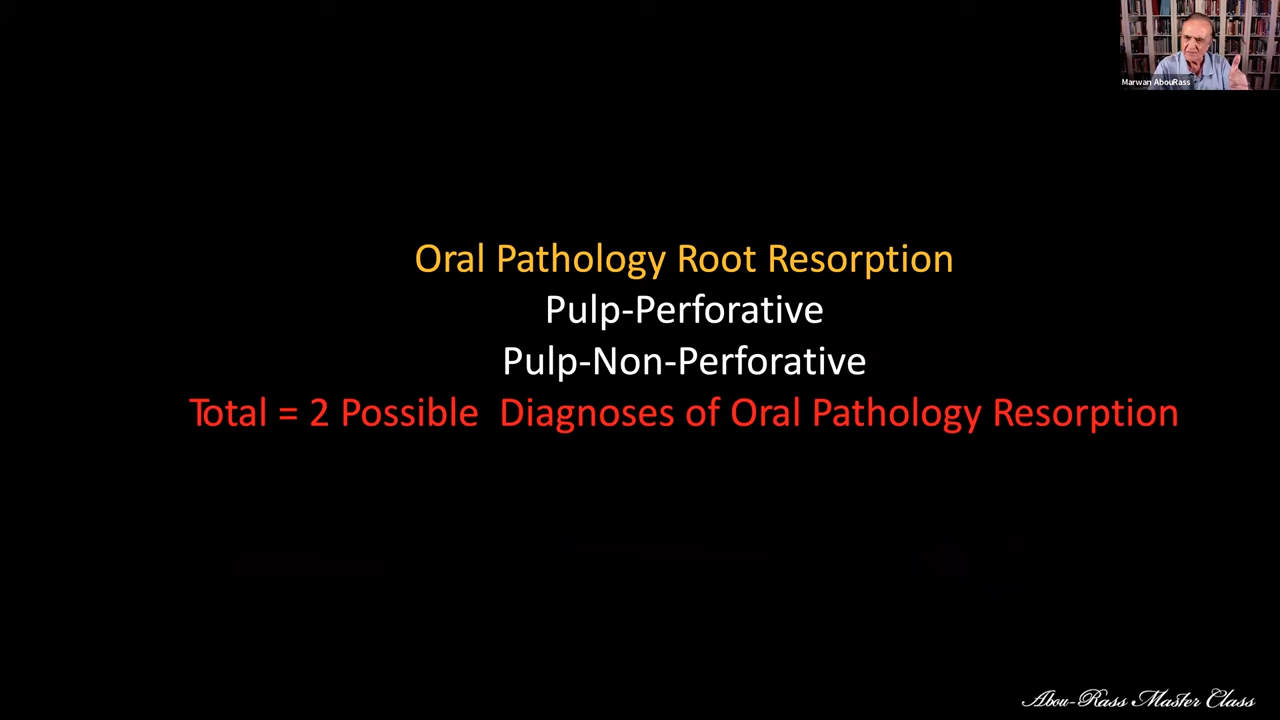 Marwan AbouRass
Oral Pathology Root Resorption
Pulp-Perforative
Pulp-Non-Perforative
Total = 2 Possible  Diagnoses of Oral Pathology Resorption
Abou-Rass Master Class